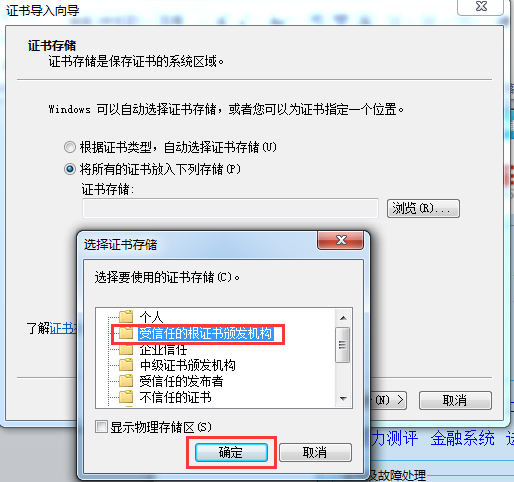 证书导入向导
证书存储
证书存储是保存证书的系统区域。
Windows 可以自动选择证书存储，或者您可以为证书指定一个位置。
根据证书类型，自动选择证书存储(U)
将所有的证书放入下列存储(P)
证书存储:
浏览(R)...
选择证书存储
选择要使用的证书存储(C)。
个人
受信任的根证书颁发机构
企业信任
中级证书颁发机构
受信任的发布者
不信任的证书
显示物理存储区(S)
确定
取消
了解证书
(N) >
取消
力测评 金融系统
及故障处理